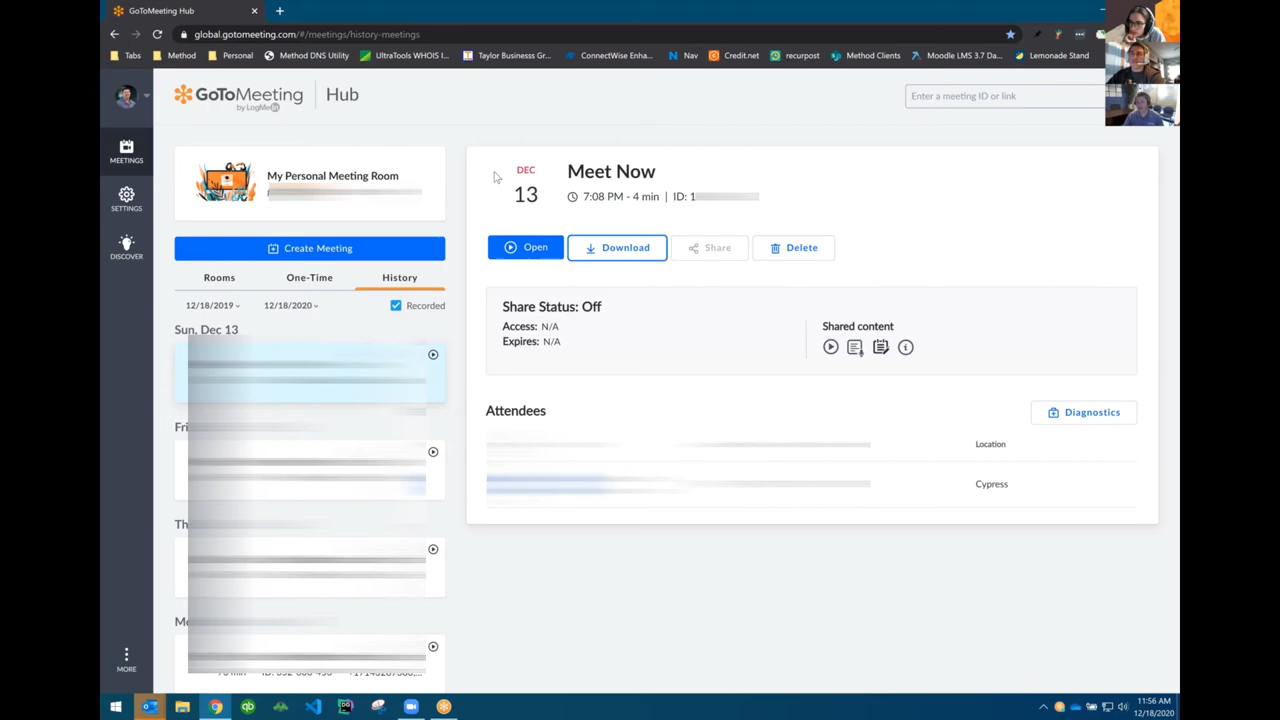 GoToMeeting Hub
global.gotomeeting.com/#/meetings/history-meetings
Tabs Method Personal Method DNS Utility UltraTools WHOIS l... Taylor Businesss Gr... ConnectWise Enha... Nav Credit.net recurpost Method Clients Moodle LMS 3.7 Da... Lemonade Stand
GoToMeeting by LogMeIn Hub
Enter a meeting ID or link
MEETINGS
SETTINGS
DISCOVER
MORE
My Personal Meeting Room
Create Meeting
Rooms One-Time History
12/18/2019 12/18/2020 Recorded
Sun, Dec 13
Fri
Th
Mo
DEC
13
Meet Now
7:08 PM - 4 min | ID: 1
Open Download Share Delete
Share Status: Off
Access: N/A
Expires: N/A
Shared content
Attendees
Diagnostics
Location
Cypress
11:56 AM
12/18/2020